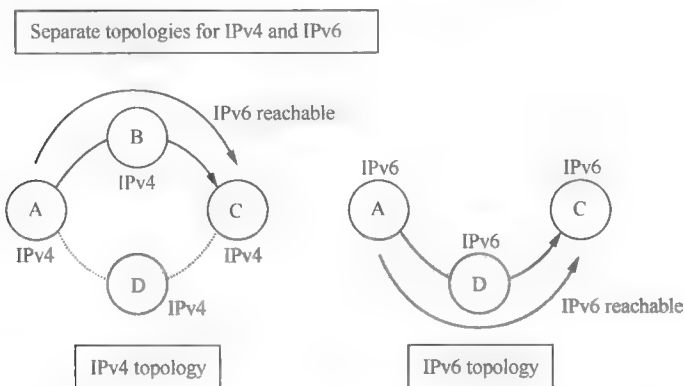 Separate topologies for IPv4 and IPv6
IPv6 reachable
B
IPv4
A
IPv4
C
IPv4
D
IPv4
IPv4 topology
IPv6
A
IPv6
C
IPv6
D
IPv6 reachable
IPv6 topology